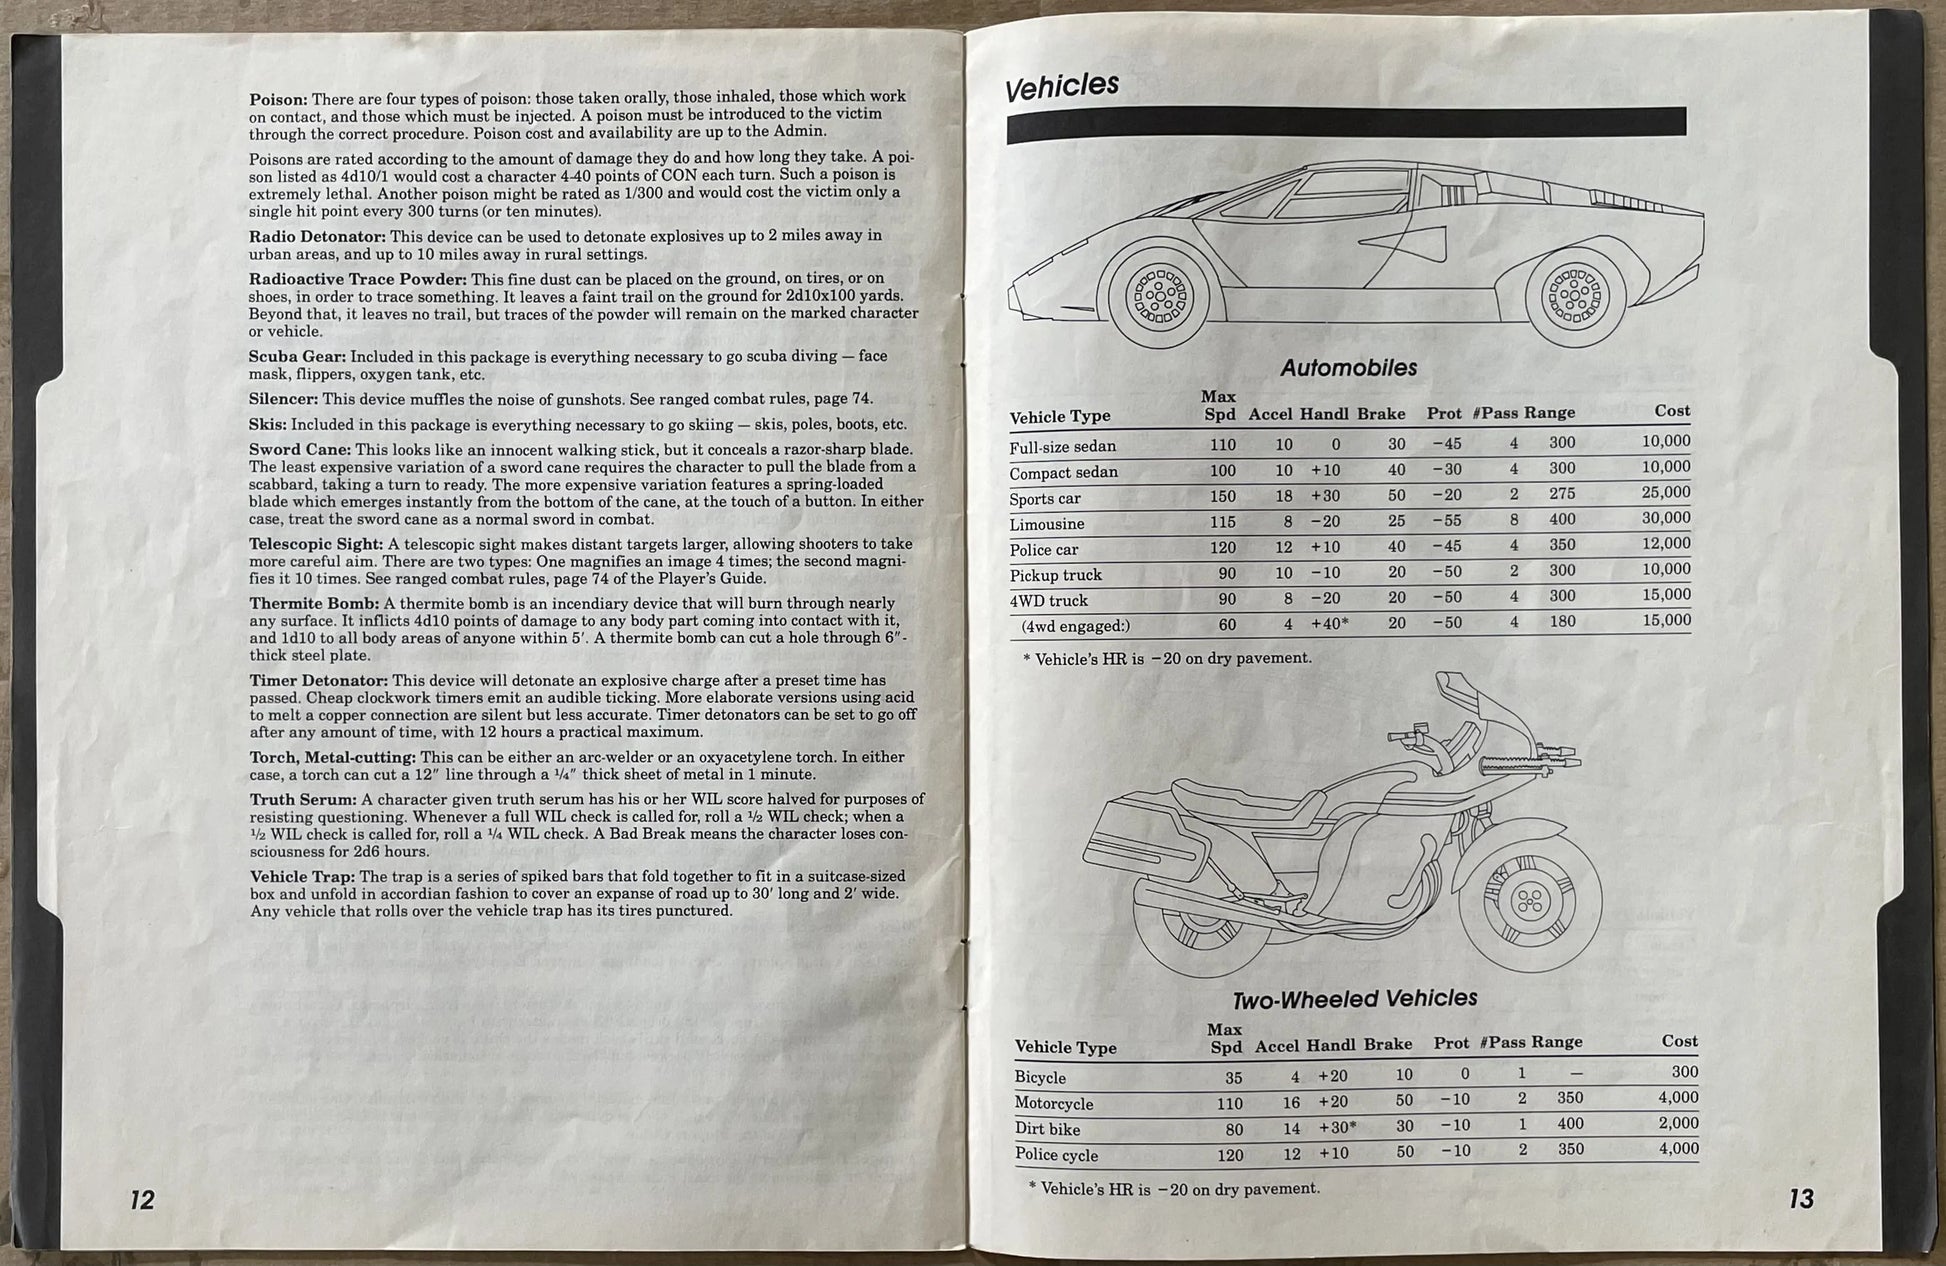 Poison: There are four types of poison: those taken orally, those inhaled, those which work
on contact, and those which must be injected. A poison must be introduced to the victim
through the correct procedure. Poison cost and availability are up to the Admin.
Poisons are rated according to the amount of damage they do and how long they take. A poi-
son listed as 4d10/1 would cost a character 4-40 points of CON each turn. Such a poison is
extremely lethal. Another poison might be rated as 1/300 and would cost the victim only a
single hit point every 300 turns (or ten minutes).
Radio Detonator: This device can be used to detonate explosives up to 2 miles away in
urban areas, and up to 10 miles away in rural settings.
Radioactive Trace Powder: This fine dust can be placed on the ground, on tires, or on
shoes, in order to trace something. It leaves a faint trail on the ground for 2d10x100 yards.
Beyond that, it leaves no trail, but traces of the powder will remain on the marked character
or vehicle.
Scuba Gear: Included in this package is everything necessary to go scuba diving — face
mask, flippers, oxygen tank, etc.
Silencer: This device muffles the noise of gunshots. See ranged combat rules, page 74.
Skis: Included in this package is everything necessary to go skiing — skis, poles, boots, etc.
Sword Cane: This looks like an innocent walking stick, but it conceals a razor-sharp blade.
The least expensive variation of a sword cane requires the character to pull the blade from a
scabbard, taking a turn to ready. The more expensive variation features a spring-loaded
blade which emerges instantly from the bottom of the cane, at the touch of a button. In either
case, treat the sword cane as a normal sword in combat.
Telescopic Sight: A telescopic sight makes distant targets larger, allowing shooters to take
more careful aim. There are two types: One magnifies an image 4 times; the second magni-
fies it 10 times. See ranged combat rules, page 74 of the Player's Guide.
Thermite Bomb: A thermite bomb is an incendiary device that will burn through nearly
any surface. It inflicts 4d10 points of damage to any body part coming into contact with it,
and 1d10 to all body areas of anyone within 5′. A thermite bomb can cut a hole through 6″-
thick steel plate.
Timer Detonator: This device will detonate an explosive charge after a preset time has
passed. Cheap clockwork timers emit an audible ticking. More elaborate versions using acid
to melt a copper connection are silent but less accurate. Timer detonators can be set to go off
after any amount of time, with 12 hours a practical maximum.
Torch, Metal-cutting: This can be either an arc-welder or an oxyacetylene torch. In either
case, a torch can cut a 12″ line through a ¼″ thick sheet of metal in 1 minute.
Truth Serum: A character given truth serum has his or her WIL score halved for purposes of
resisting questioning. Whenever a full WIL check is called for, roll a ½ WIL check; when a
½ WIL check is called for, roll a ¼ WIL check. A Bad Break means the character loses con-
sciousness for 2d6 hours.
Vehicle Trap: The trap is a series of spiked bars that fold together to fit in a suitcase-sized
box and unfold in accordian fashion to cover an expanse of road up to 30′ long and 2′ wide.
Any vehicle that rolls over the vehicle trap has its tires punctured.
12
Vehicles
Automobiles
Max
Vehicle Type Spd Accel Handl Brake Prot #Pass Range Cost
Full-size sedan 110 10 0 30 −45 4 300 10,000
Compact sedan 100 10 +10 40 −30 4 300 10,000
Sports car 150 18 +30 50 −20 2 275 25,000
Limousine 115 8 −20 25 −55 8 400 30,000
Police car 120 12 +10 40 −45 4 350 12,000
Pickup truck 90 10 −10 20 −50 2 300 10,000
4WD truck 90 8 −20 20 −50 4 300 15,000
(4wd engaged:) 60 4 +40* 20 −50 4 180 15,000
* Vehicle's HR is −20 on dry pavement.
Two-Wheeled Vehicles
Max
Vehicle Type Spd Accel Handl Brake Prot #Pass Range Cost
Bicycle 35 4 +20 10 0 1 — 300
Motorcycle 110 16 +20 50 −10 2 350 4,000
Dirt bike 80 14 +30* 30 −10 1 400 2,000
Police cycle 120 12 +10 50 −10 2 350 4,000
* Vehicle's HR is −20 on dry pavement.
13